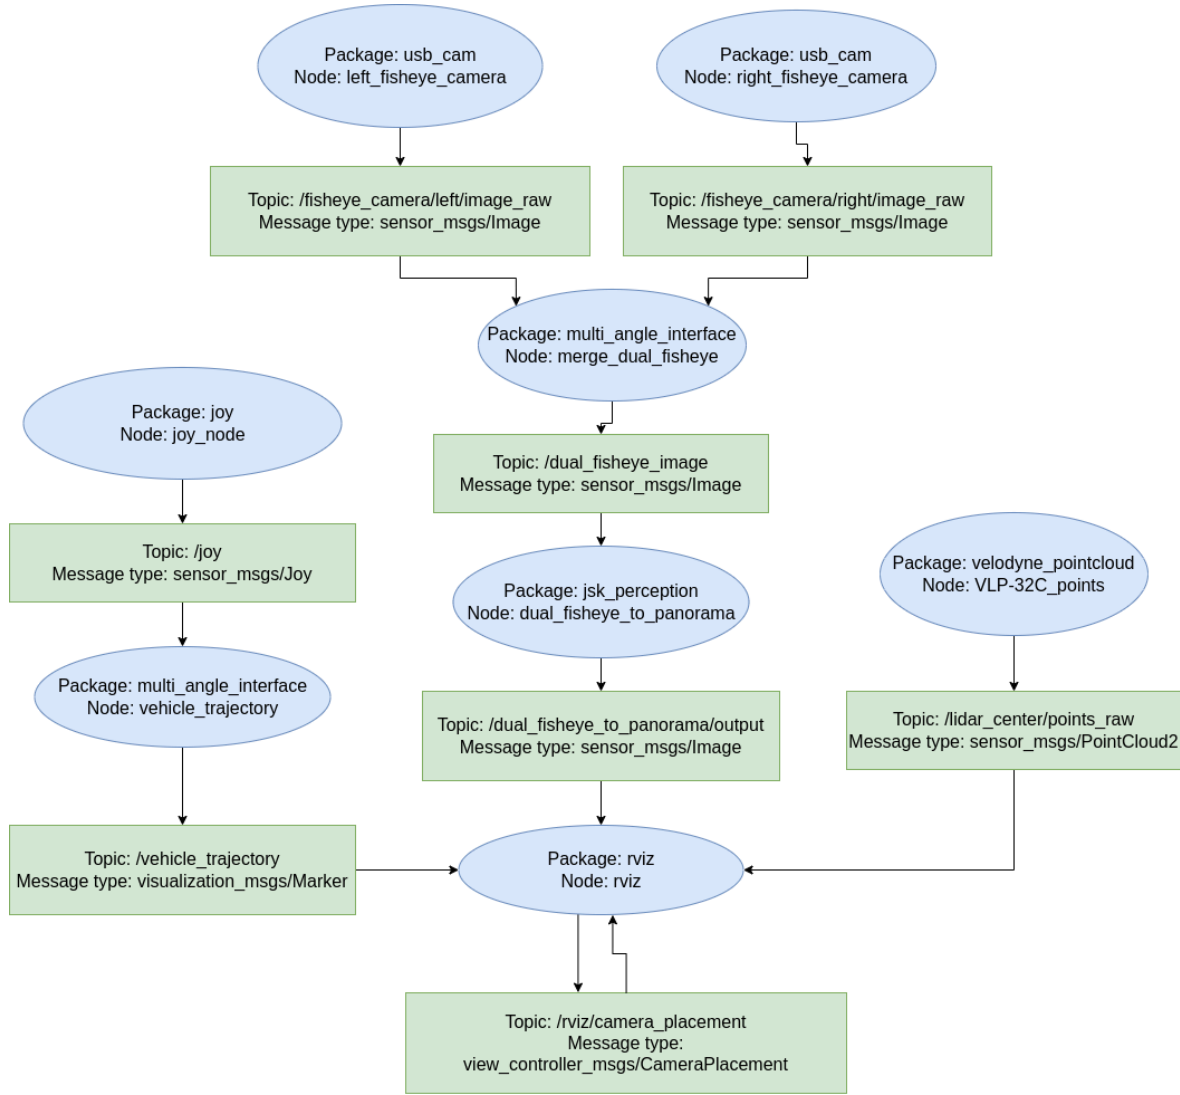 Package: usb_cam
Node: left_fisheye_camera
Package: usb_cam
Node: right_fisheye_camera
Topic: /fisheye_camera/left/image_raw
Message type: sensor_msgs/Image
Topic: /fisheye_camera/right/image_raw
Message type: sensor_msgs/Image
Package: multi_angle_interface
Node: merge_dual_fisheye
Package: joy
Node: joy_node
Topic: /dual_fisheye_image
Message type: sensor_msgs/Image
Topic: /joy
Message type: sensor_msgs/Joy
Package: jsk_perception
Node: dual_fisheye_to_panorama
Package: velodyne_pointcloud
Node: VLP-32C_points
Package: multi_angle_interface
Node: vehicle_trajectory
Topic: /dual_fisheye_to_panorama/output
Message type: sensor_msgs/Image
Topic: /lidar_center/points_raw
Message type: sensor_msgs/PointCloud2
Topic: /vehicle_trajectory
Message type: visualization_msgs/Marker
Package: rviz
Node: rviz
Topic: /rviz/camera_placement
Message type:
view_controller_msgs/CameraPlacement